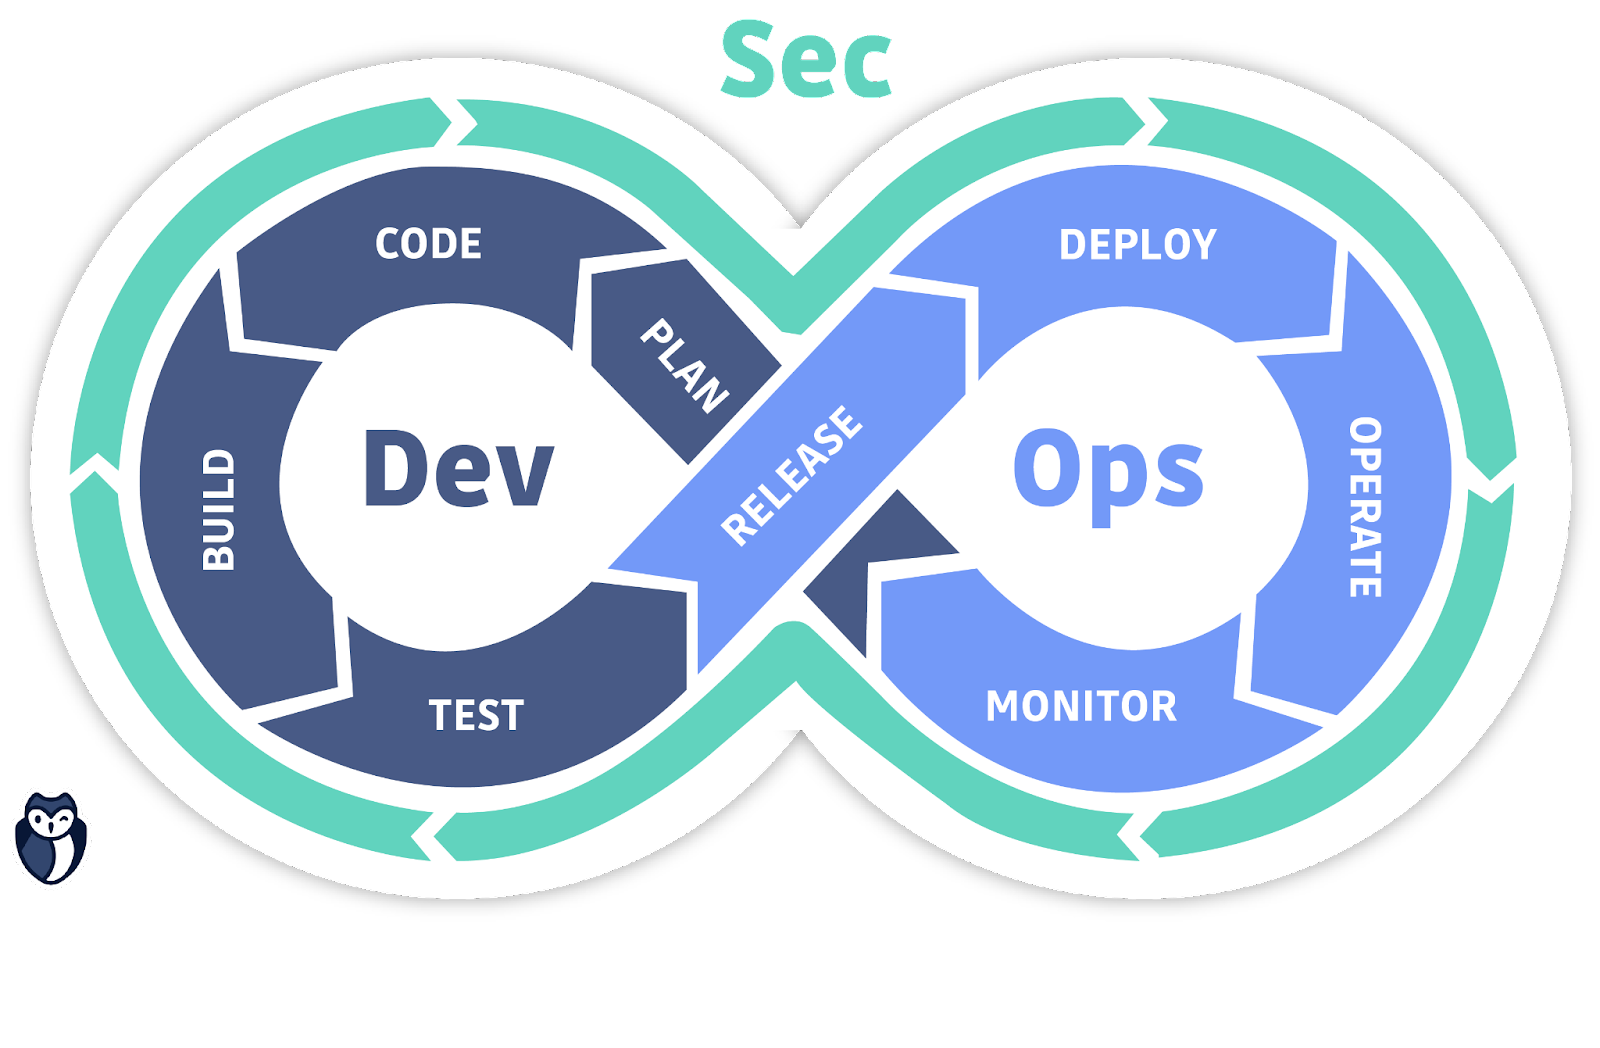 Sec
CODE
DEPLOY
PLAN
Dev
RELEASE
Ops
BUILD
OPERATE
TEST
MONITOR